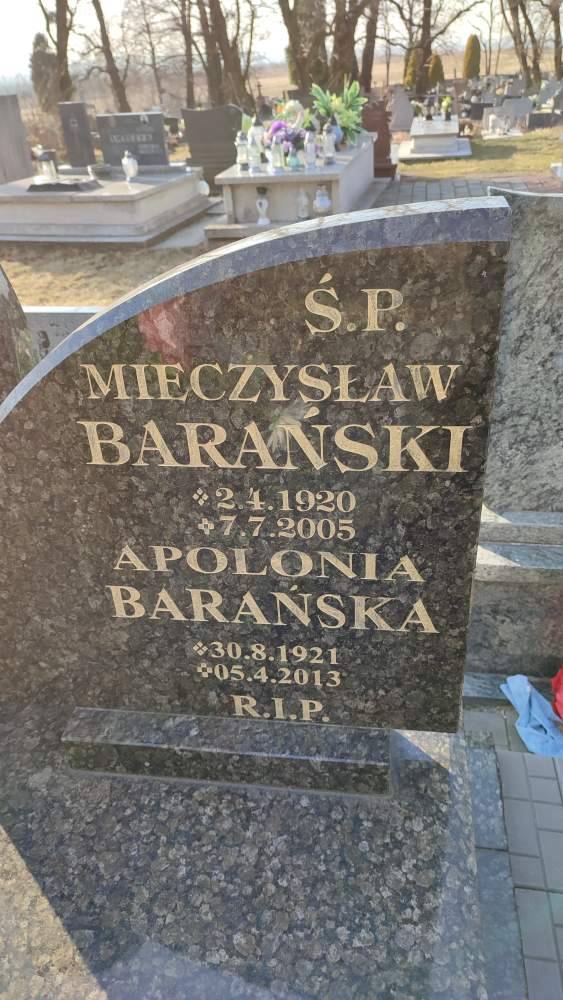 Ś.P.
MIECZYSŁAW
BARAŃSKI
2.4.1920
7.7.2005
APOLONIA
BARAŃSKA
30.8.1921
05.4.2013
R.I.P.